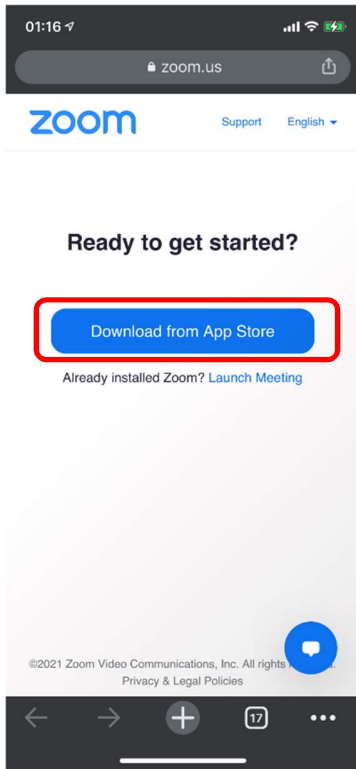 01:16
zoom.us
zoom
Support English
Ready to get started?
Download from App Store
Already installed Zoom? Launch Meeting
©2021 Zoom Video Communications, Inc. All rights
Privacy & Legal Policies
17